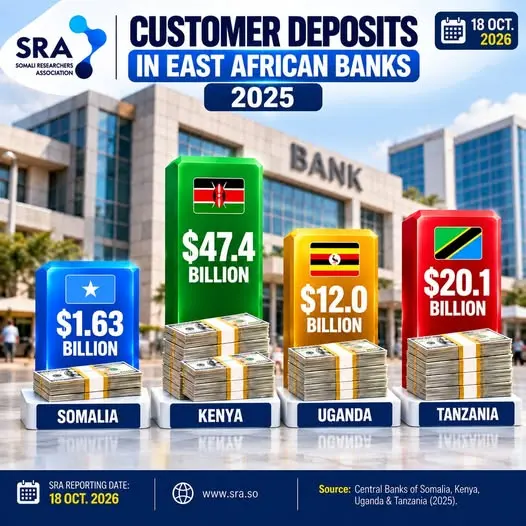 SRA
SOMALI RESEARCHERS
ASSOCIATION
CUSTOMER DEPOSITS
IN EAST AFRICAN BANKS
2025
18 OCT.
2026
BANK
$1.63
BILLION
$47.4
BILLION
$12.0
BILLION
$20.1
BILLION
SOMALIA
KENYA
UGANDA
TANZANIA
SRA REPORTING DATE:
18 OCT. 2026
www.sra.so
Source: Central Banks of Somalia, Kenya,
Uganda & Tanzania (2025).